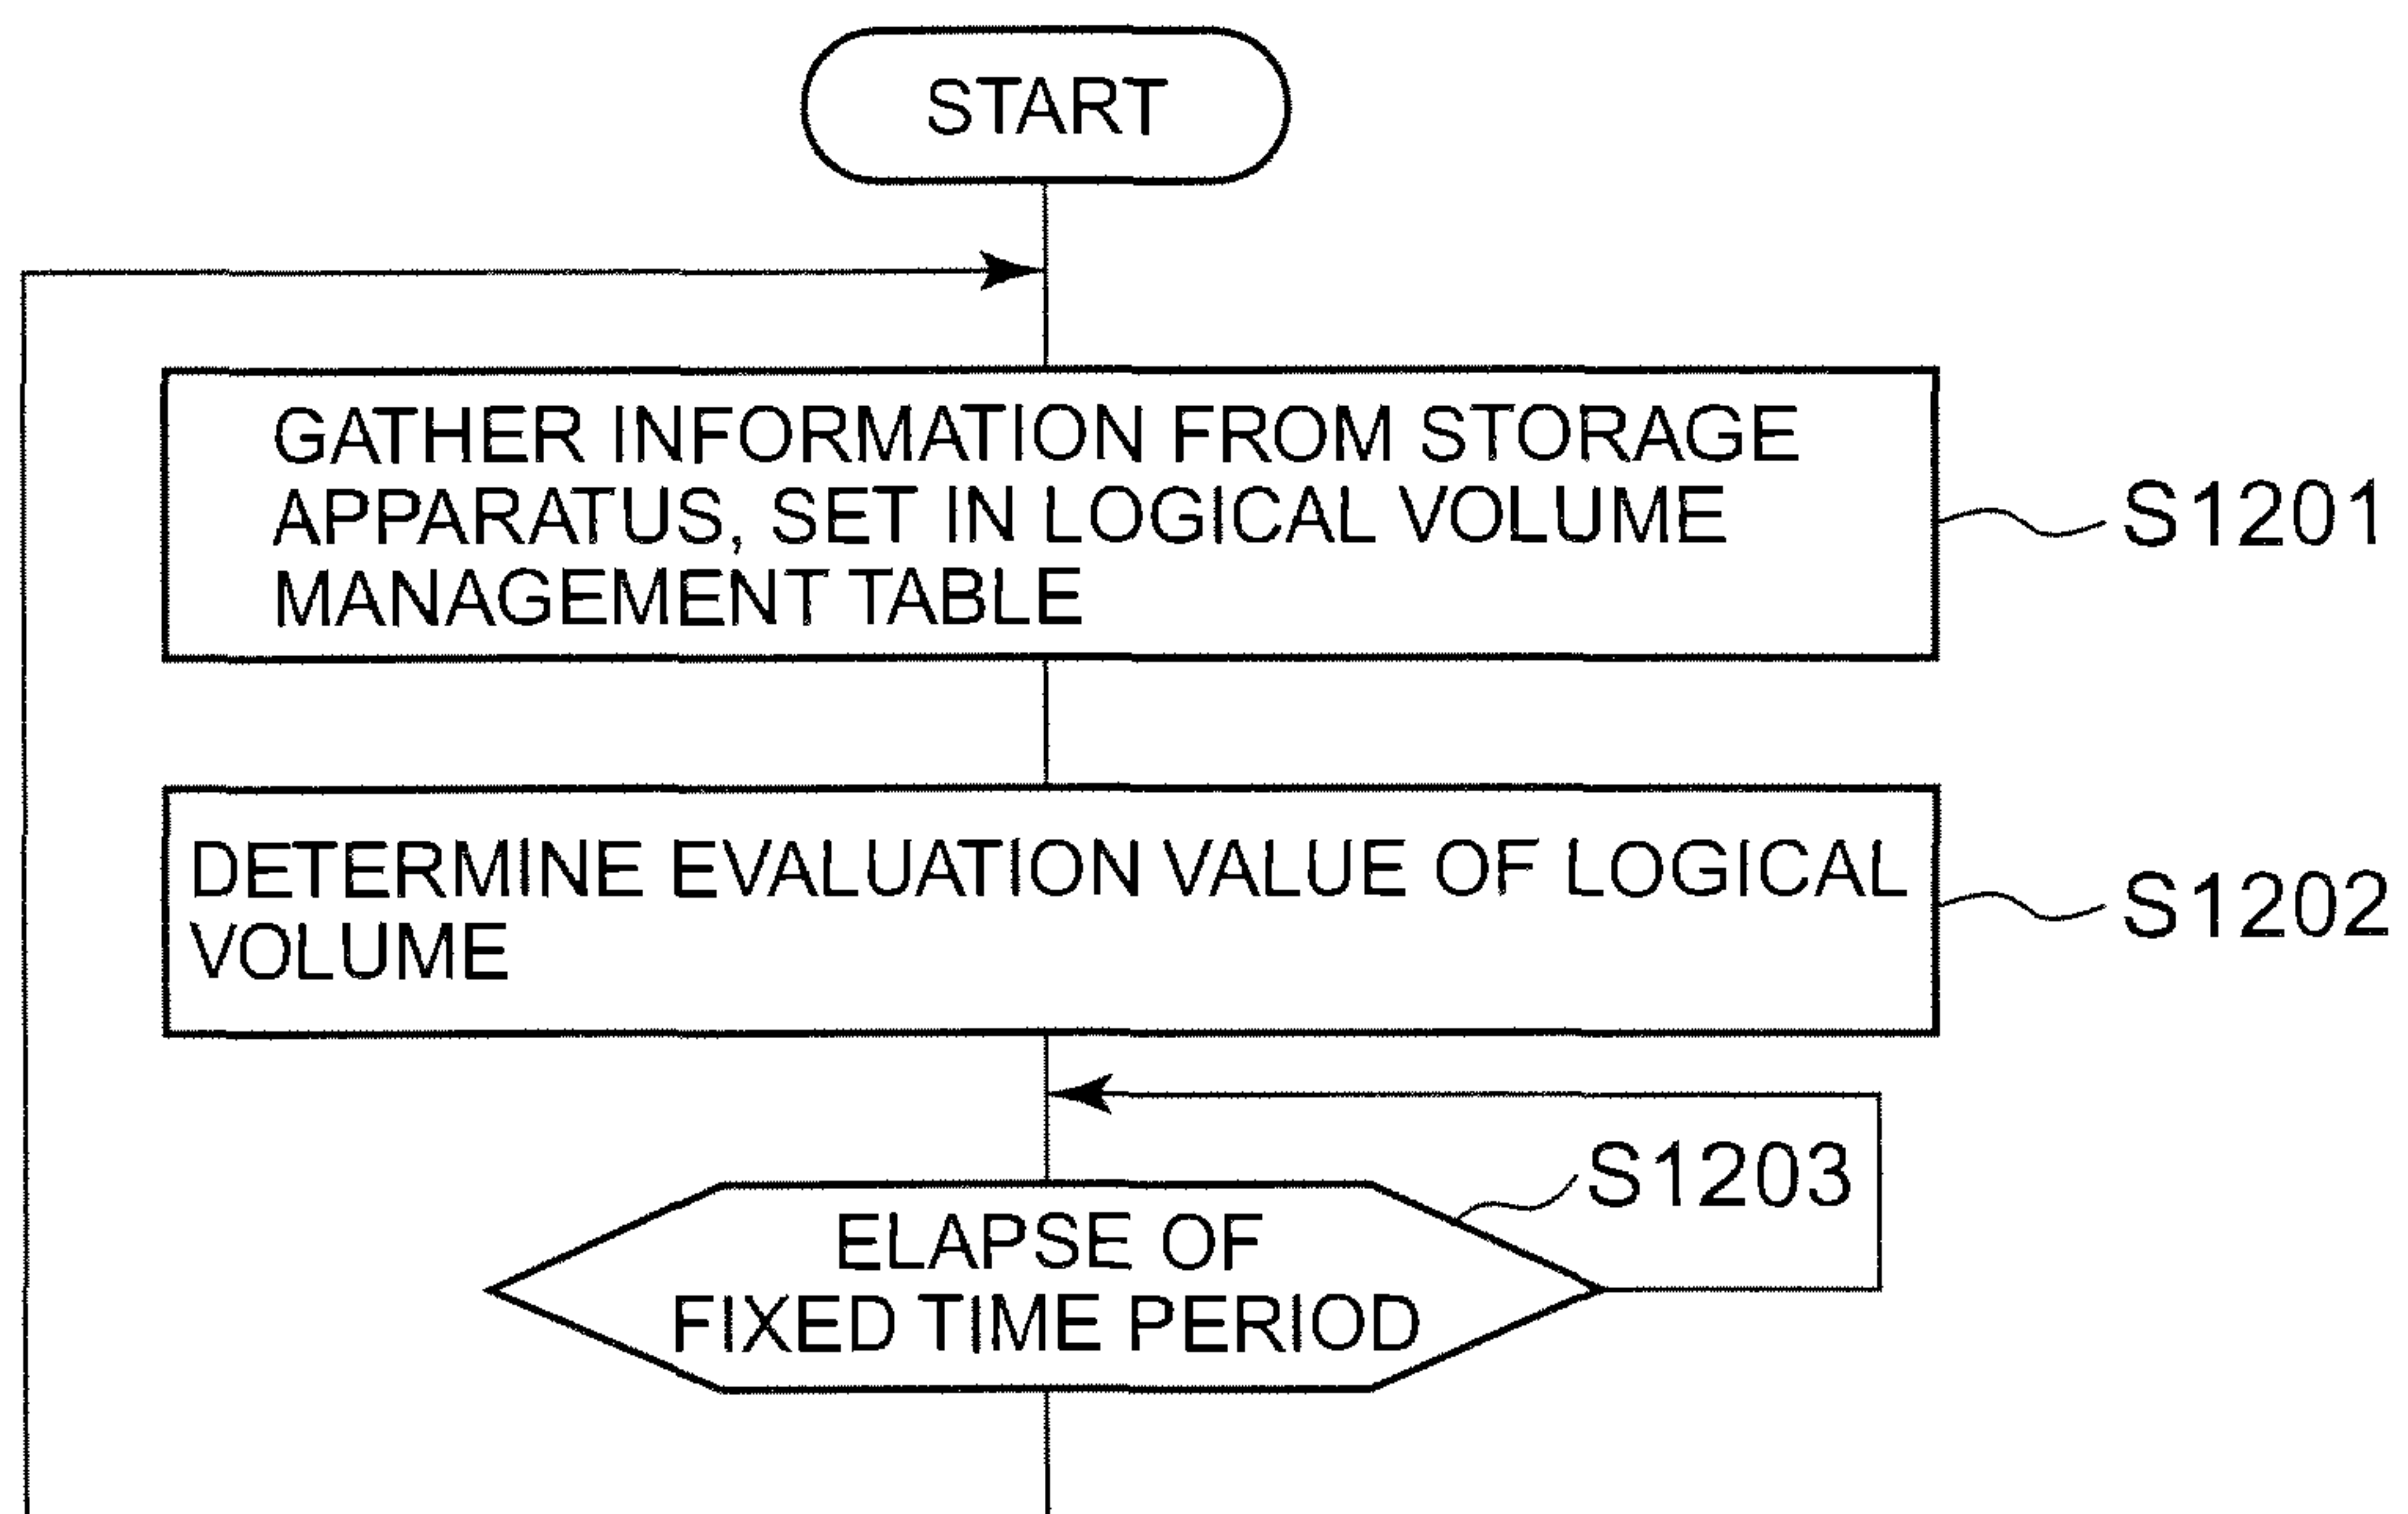 START
GATHER INFORMATION FROM STORAGE
APPARATUS, SET IN LOGICAL VOLUME
MANAGEMENT TABLE
S1201
DETERMINE EVALUATION VALUE OF LOGICAL
VOLUME
S1202
S1203
ELAPSE OF
FIXED TIME PERIOD